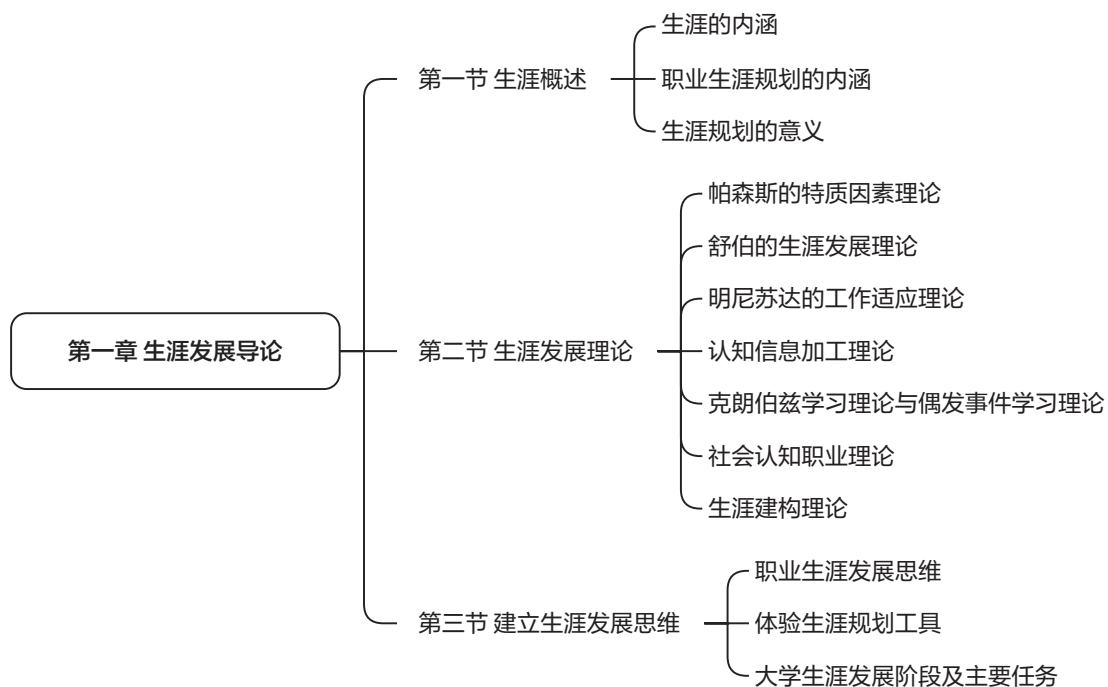 第一章 生涯发展导论
第一节 生涯概述
生涯的内涵
职业生涯规划的内涵
生涯规划的意义
第二节 生涯发展理论
帕森斯的特质因素理论
舒伯的生涯发展理论
明尼苏达的工作适应理论
认知信息加工理论
克朗伯兹学习理论与偶发事件学习理论
社会认知职业理论
生涯建构理论
第三节 建立生涯发展思维
职业生涯发展思维
体验生涯规划工具
大学生涯发展阶段及主要任务